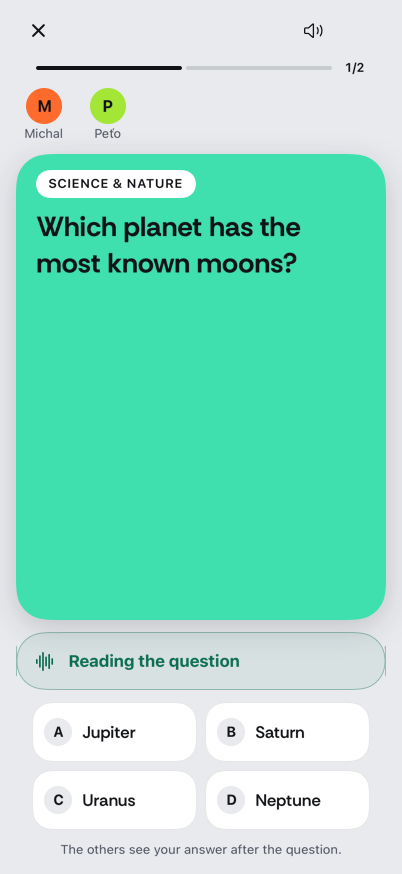 1/2
M
P
Michal
Peťo
SCIENCE & NATURE
Which planet has the
most known moons?
Reading the question
A Jupiter
B Saturn
C Uranus
D Neptune
The others see your answer after the question.